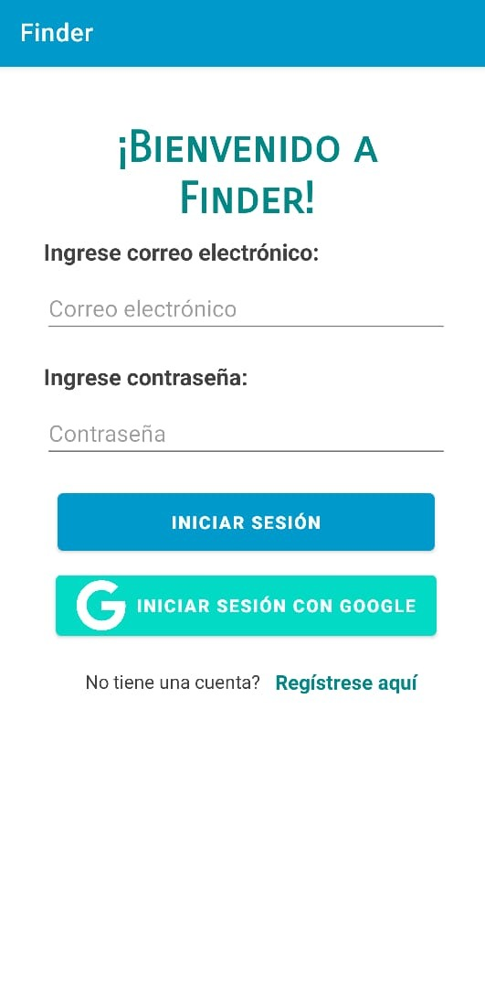 Finder
¡Bienvenido a
Finder!
Ingrese correo electrónico:
Correo electrónico
Ingrese contraseña:
Contraseña
INICIAR SESIÓN
G INICIAR SESIÓN CON GOOGLE
No tiene una cuenta? Regístrese aquí